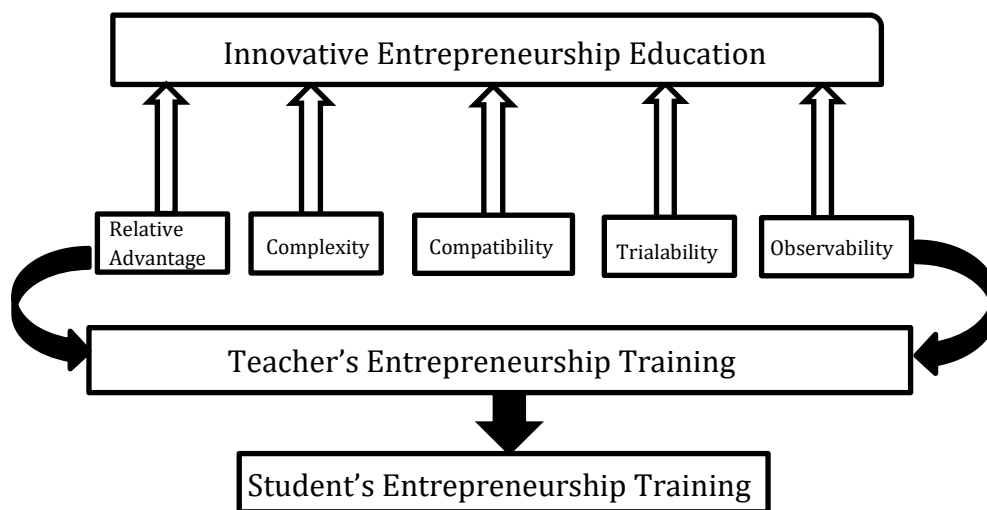 Innovative Entrepreneurship Education
Relative
Advantage
Complexity
Compatibility
Trialability
Observability
Teacher’s Entrepreneurship Training
Student’s Entrepreneurship Training